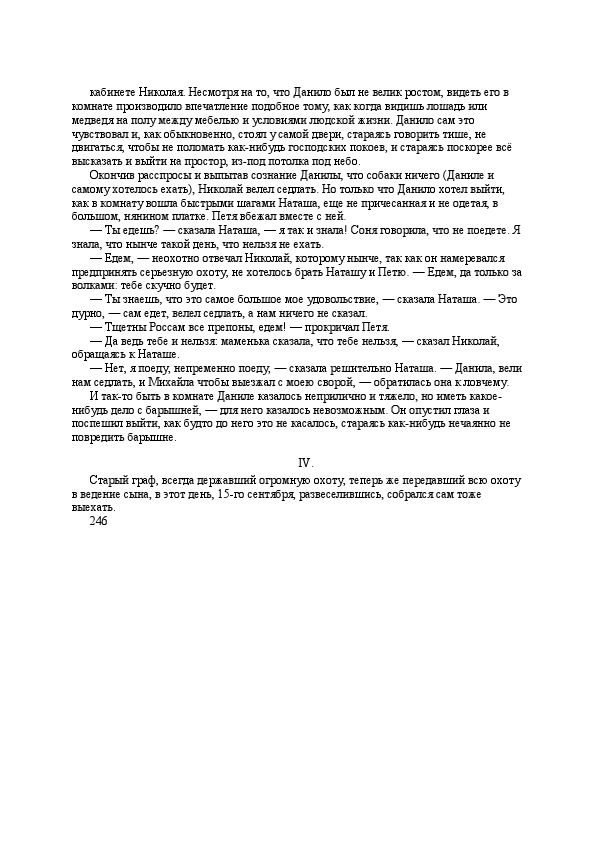 кабинете Николая. Несмотря на то, что Данило был не велик ростом, видеть его в
комнате производило впечатление подобное тому, как когда видишь лошадь или
медведя на полу между мебелью и условиями людской жизни. Данило сам это
чувствовал и, как обыкновенно, стоял у самой двери, стараясь говорить тише, не
двигаться, чтобы не поломать как-нибудь господских покоев, и стараясь поскорее всё
высказать и выйти на простор, из-под потолка под небо.
Окончив расспросы и выпытав сознание Данилы, что собаки ничего (Даниле и
самому хотелось ехать), Николай велел седлать. Но только что Данило хотел выйти,
как в комнату вошла быстрыми шагами Наташа, еще не причесанная и не одетая, в
большом, нянином платке. Петя вбежал вместе с ней.
— Ты едешь? — сказала Наташа, — я так и знала! Соня говорила, что не поедете. Я
знала, что нынче такой день, что нельзя не ехать.
— Едем, — неохотно отвечал Николай, которому нынче, так как он намеревался
предпринять серьезную охоту, не хотелось брать Наташу и Петю. — Едем, да только за
волками: тебе скучно будет.
— Ты знаешь, что это самое большое мое удовольствие, — сказала Наташа. — Это
дурно, — сам едет, велел седлать, а нам ничего не сказал.
— Тщетны Россам все препоны, едем! — прокричал Петя.
— Да ведь тебе и нельзя: маменька сказала, что тебе нельзя, — сказал Николай,
обращаясь к Наташе.
— Нет, я поеду, непременно поеду, — сказала решительно Наташа. — Данила, вели
нам седлать, и Михайла чтобы выезжал с моею сворой, — обратилась она к ловчему.
И так-то быть в комнате Даниле казалось неприлично и тяжело, но иметь какое-
нибудь дело с барышней, — для него казалось невозможным. Он опустил глаза и
поспешил выйти, как будто до него это не касалось, стараясь как-нибудь нечаянно не
повредить барышне.
IV.
Старый граф, всегда державший огромную охоту, теперь же передавший всю охоту
в ведение сына, в этот день, 15-го сентября, развеселившись, собрался сам тоже
выехать.
246